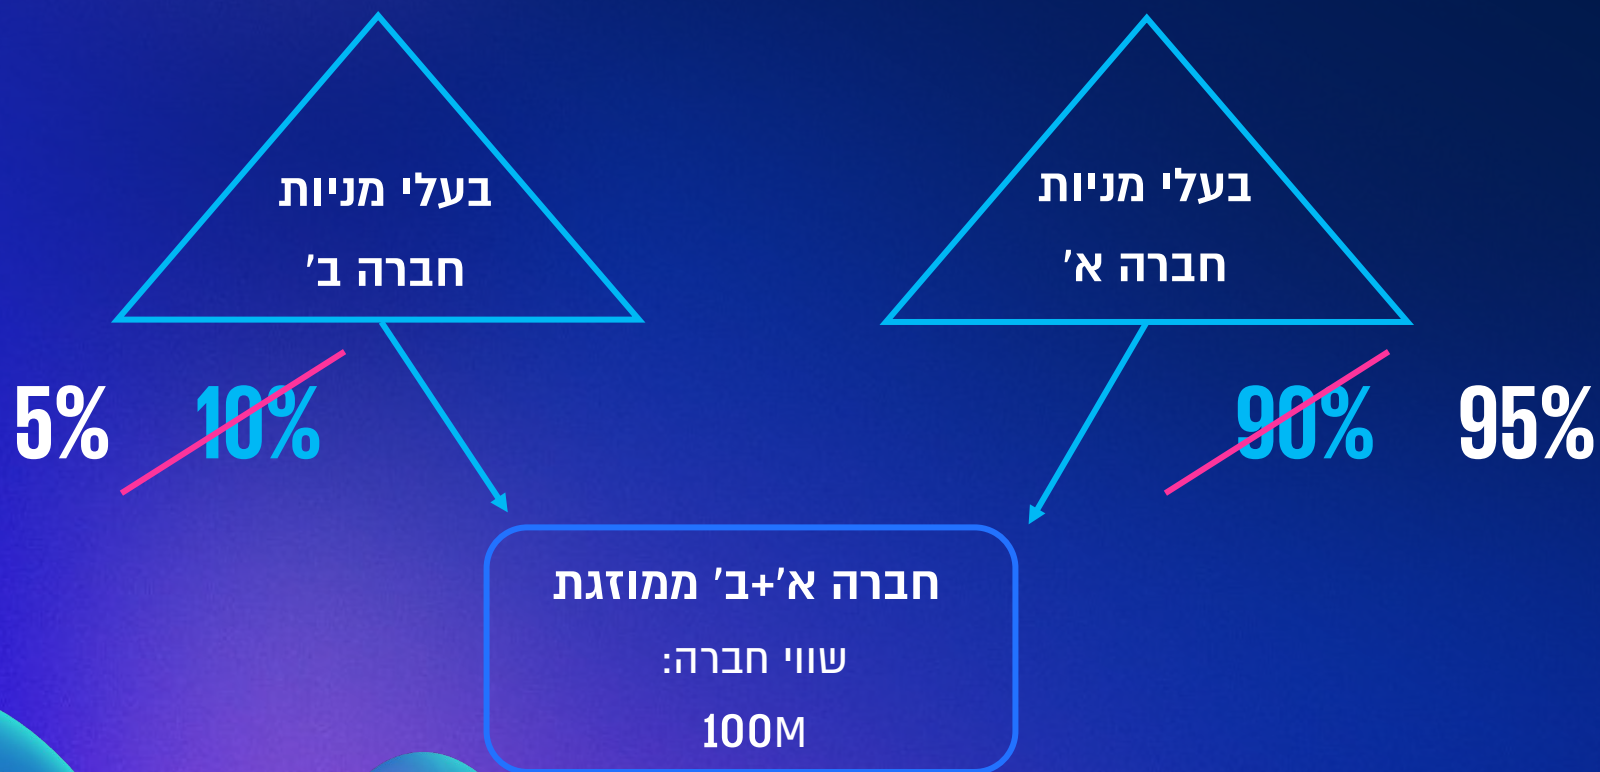 בעלי מניות
חברה א'
בעלי מניות
חברה ב'
95%
90%
10%
5%
חברה א'+ב' ממוזגת
שווי חברה:
100M